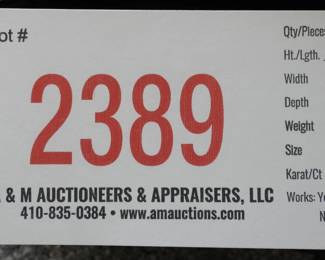 ot #
2389
& M AUCTIONEERS & APPRAISERS, LLC
410-835-0384 • www.amauctions.com
Qty/Pieces
Ht./Lgth.
Width
Depth
Weight
Size
Karat/Ct
Works: Ye
N